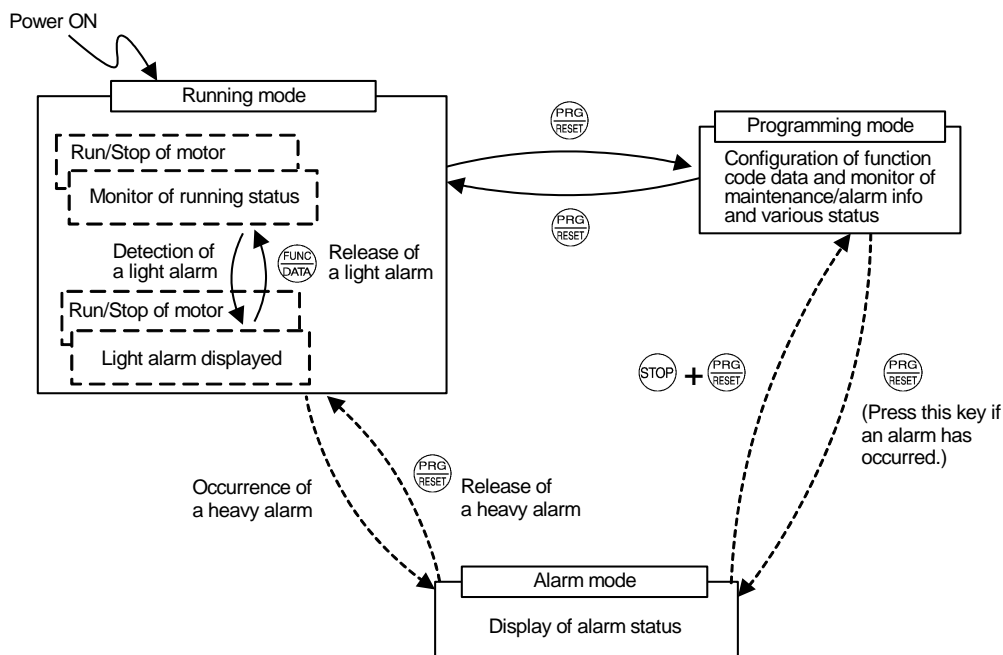 Power ON
Running mode
Run/Stop of motor
Monitor of running status
Detection of
a light alarm
FUNC
DATA
Release of
a light alarm
Run/Stop of motor
Light alarm displayed
PRG
RESET
PRG
RESET
Programming mode
Configuration of function
code data and monitor of
maintenance/alarm info
and various status
STOP + PRG
RESET
PRG
RESET
(Press this key if
an alarm has
occurred.)
Occurrence of
a heavy alarm
PRG
RESET
Release of
a heavy alarm
Alarm mode
Display of alarm status